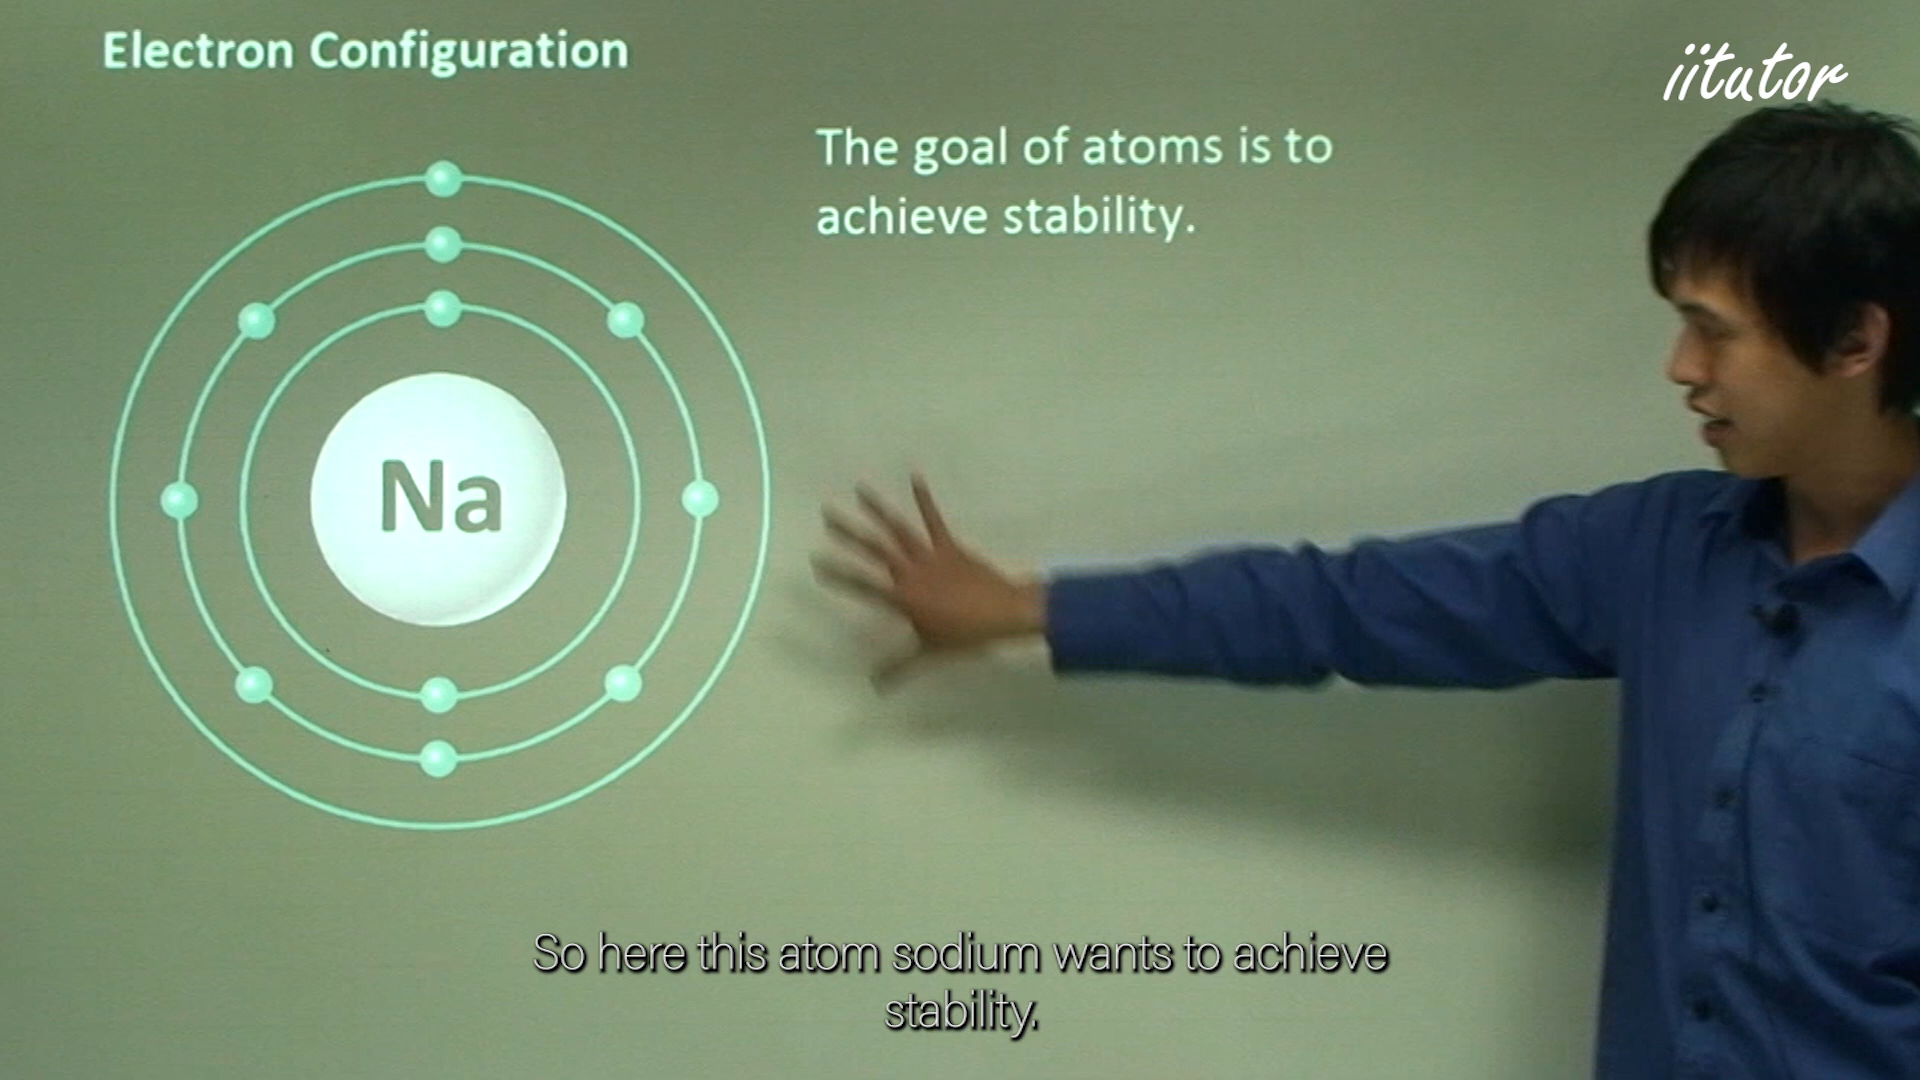 Electron Configuration
iitutor
The goal of atoms is to
achieve stability.
Na
So here this atom sodium wants to achieve
stability.